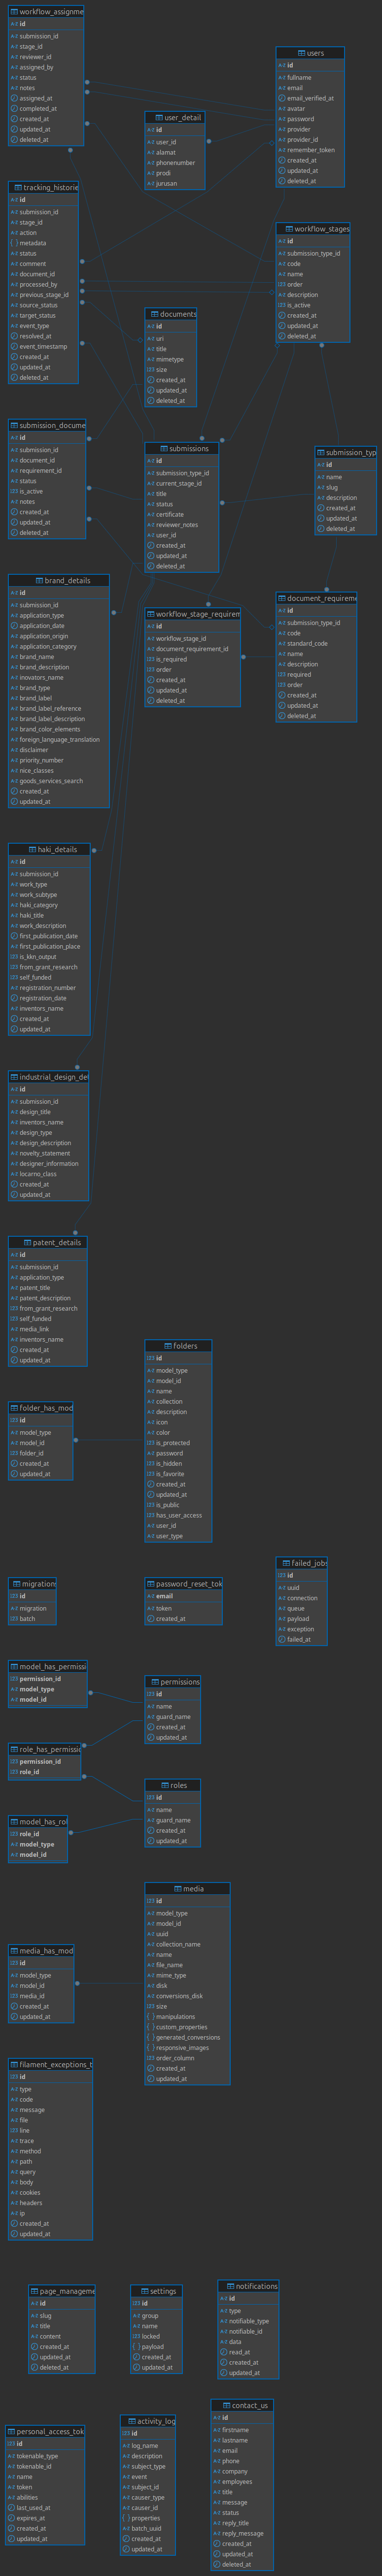 workflow_assignme
id
submission_id
stage_id
reviewer_id
assigned_by
status
notes
assigned_at
completed_at
created_at
updated_at
deleted_at
users
id
fullname
email
email_verified_at
avatar
password
provider
provider_id
remember_token
created_at
updated_at
deleted_at
user_detail
id
user_id
alamat
phonenumber
prodi
jurusan
tracking_historie
id
submission_id
stage_id
action
metadata
status
comment
document_id
processed_by
previous_stage_id
source_status
target_status
event_type
resolved_at
event_timestamp
created_at
updated_at
deleted_at
workflow_stages
id
submission_type_id
code
name
order
description
is_active
created_at
updated_at
deleted_at
documents
id
uri
title
mimetype
size
created_at
updated_at
deleted_at
submission_docume
id
submission_id
document_id
requirement_id
status
is_active
notes
created_at
updated_at
deleted_at
submissions
id
submission_type_id
current_stage_id
title
status
certificate
reviewer_notes
user_id
created_at
updated_at
deleted_at
submission_typ
id
name
slug
description
created_at
updated_at
deleted_at
brand_details
id
submission_id
application_type
application_date
application_origin
application_category
brand_name
brand_description
inovators_name
brand_type
brand_label
brand_label_reference
brand_label_description
brand_color_elements
foreign_language_translation
disclaimer
priority_number
nice_classes
goods_services_search
created_at
updated_at
workflow_stage_requirem
id
workflow_stage_id
document_requirement_id
is_required
order
created_at
updated_at
deleted_at
document_requireme
id
submission_type_id
code
standard_code
name
description
required
order
created_at
updated_at
deleted_at
haki_details
id
submission_id
work_type
work_subtype
haki_category
haki_title
work_description
first_publication_date
first_publication_place
is_kkn_output
from_grant_research
self_funded
registration_number
registration_date
inventors_name
created_at
updated_at
industrial_design_det
id
submission_id
design_title
inventors_name
design_type
design_description
novelty_statement
designer_information
locarno_class
created_at
updated_at
patent_details
id
submission_id
application_type
patent_title
patent_description
from_grant_research
self_funded
media_link
inventors_name
created_at
updated_at
folders
id
model_type
model_id
name
collection
description
icon
color
is_protected
password
is_hidden
is_favorite
created_at
updated_at
is_public
has_user_access
user_id
user_type
folder_has_mod
id
model_type
model_id
folder_id
created_at
updated_at
migrations
id
migration
batch
password_reset_tok
email
token
created_at
failed_jobs
id
uuid
connection
queue
payload
exception
failed_at
model_has_permissi
permission_id
model_type
model_id
permissions
id
name
guard_name
created_at
updated_at
role_has_permissio
permission_id
role_id
roles
id
name
guard_name
created_at
updated_at
model_has_rol
role_id
model_type
model_id
media
id
model_type
model_id
uuid
collection_name
name
file_name
mime_type
disk
conversions_disk
size
manipulations
custom_properties
generated_conversions
responsive_images
order_column
created_at
updated_at
media_has_mod
id
model_type
model_id
media_id
created_at
updated_at
filament_exceptions_t
id
type
code
message
file
line
trace
method
path
query
body
cookies
headers
ip
created_at
updated_at
page_manageme
id
slug
title
content
created_at
updated_at
deleted_at
settings
id
group
name
locked
payload
created_at
updated_at
notifications
id
type
notifiable_type
notifiable_id
data
read_at
created_at
updated_at
personal_access_tok
id
tokenable_type
tokenable_id
name
token
abilities
last_used_at
expires_at
created_at
updated_at
activity_log
id
log_name
description
subject_type
event
subject_id
causer_type
causer_id
properties
batch_uuid
created_at
updated_at
contact_us
id
firstname
lastname
email
phone
company
employees
title
message
status
reply_title
reply_message
created_at
updated_at
deleted_at